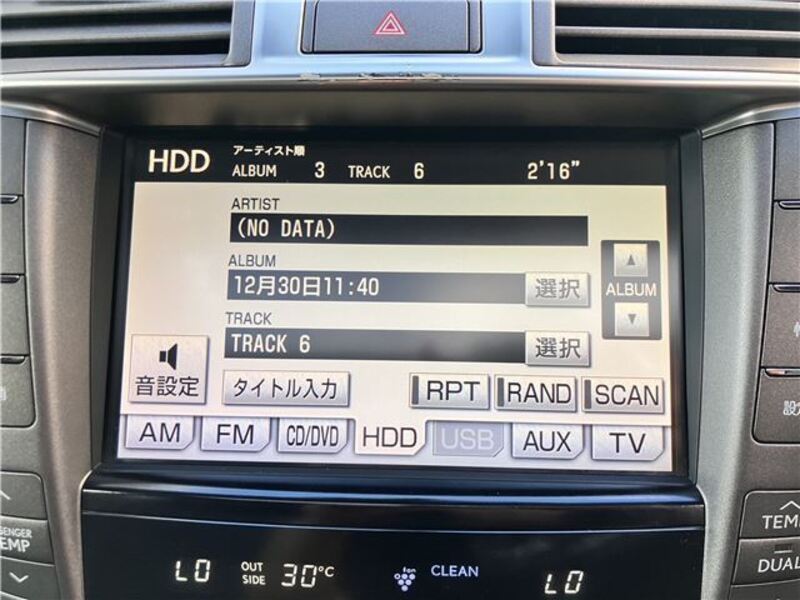 HDD アーティスト順
ALBUM 3 TRACK 6 2'16"
ARTIST
(NO DATA)
ALBUM
12月30日11:40 選択
ALBUM
TRACK
TRACK 6 選択
音設定 タイトル入力 RPT RAND SCAN
AM FM CD/DVD HDD USB AUX TV
TEMP
LO OUT SIDE 30°C ion CLEAN LO
DUAL